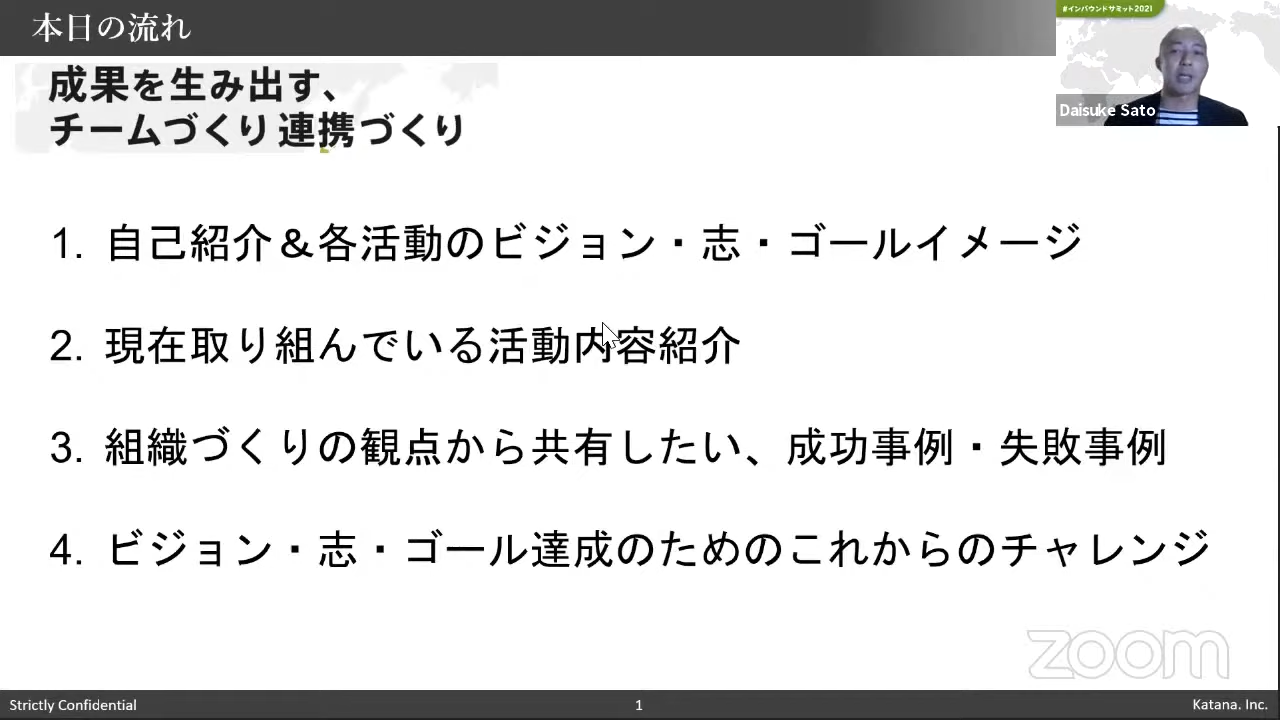 本日の流れ
#インバウンドサミット2021
Daisuke Sato
成果を生み出す、
チームづくり 連携づくり
1. 自己紹介＆各活動のビジョン・志・ゴールイメージ
2. 現在取り組んでいる活動内容紹介
3. 組織づくりの観点から共有したい、成功事例・失敗事例
4. ビジョン・志・ゴール達成のためのこれからのチャレンジ
zoom
Strictly Confidential
1
Katana. Inc.